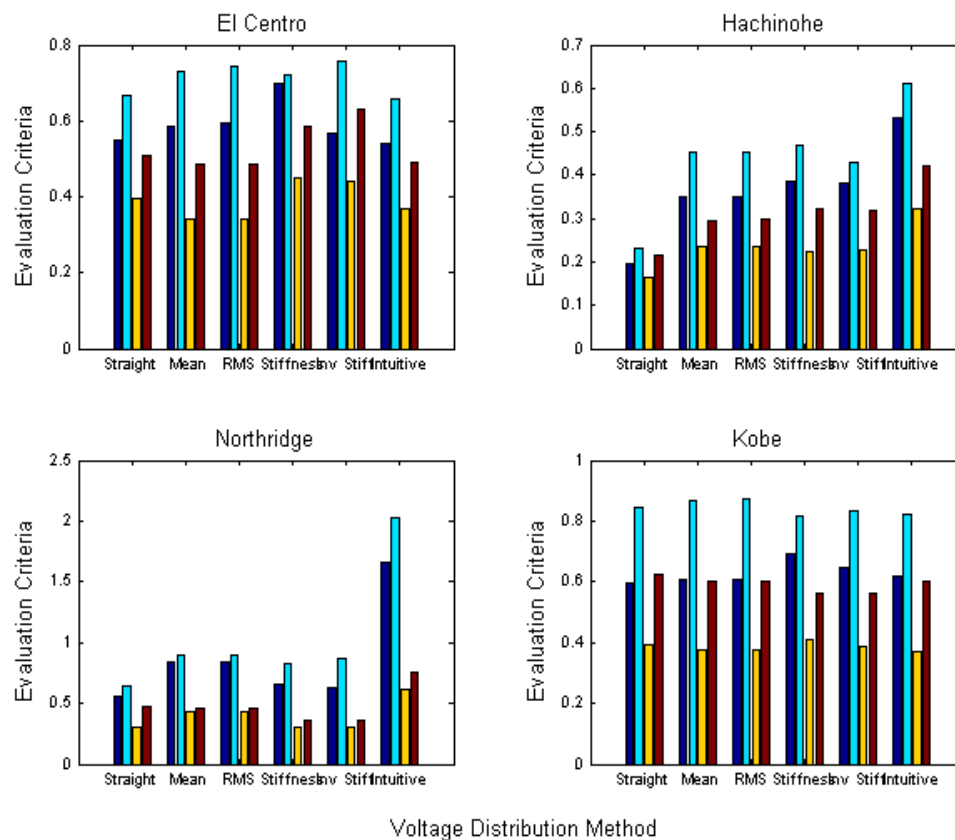 El Centro
Evaluation Criteria
0.8
0.6
0.4
0.2
0
Straight Mean RMS Stiffness Inv Stiff Intuitive
Hachinohe
Evaluation Criteria
0.7
0.6
0.5
0.4
0.3
0.2
0.1
0
Straight Mean RMS Stiffness Inv Stiff Intuitive
Northridge
Evaluation Criteria
2.5
2
1.5
1
0.5
0
Straight Mean RMS Stiffness Inv Stiff Intuitive
Kobe
Evaluation Criteria
1
0.8
0.6
0.4
0.2
0
Straight Mean RMS Stiffness Inv Stiff Intuitive
Voltage Distribution Method